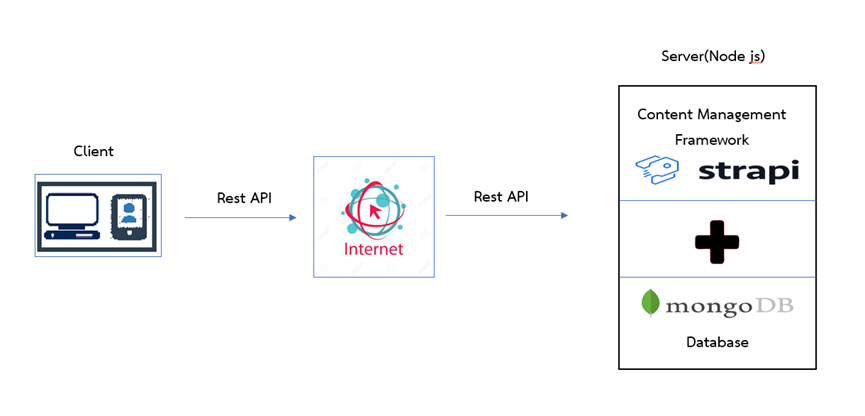 Server(Node js)
Content Management
Framework
strapi
Client
Rest API
Rest API
Internet
mongoDB
Database